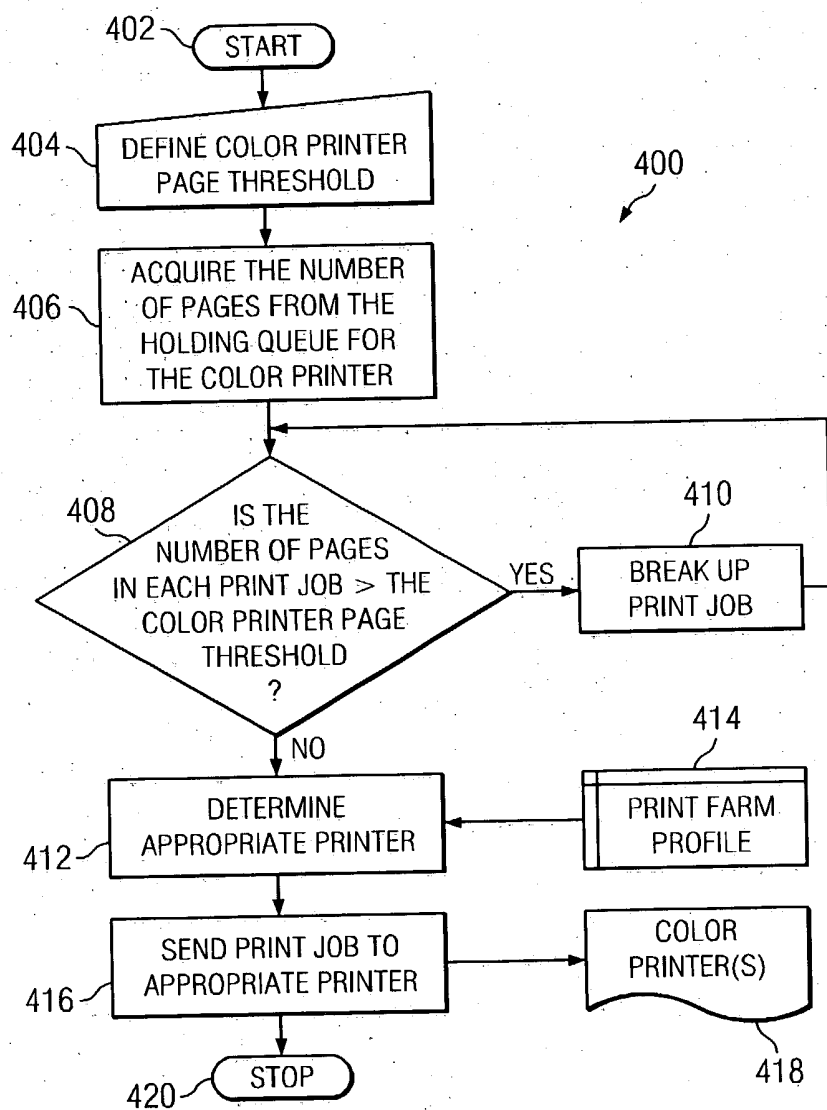 402
START
404
DEFINE COLOR PRINTER
PAGE THRESHOLD
400
406
ACQUIRE THE NUMBER
OF PAGES FROM THE
HOLDING QUEUE FOR
THE COLOR PRINTER
408
IS THE
NUMBER OF PAGES
IN EACH PRINT JOB > THE
COLOR PRINTER PAGE
THRESHOLD
?
YES
410
BREAK UP
PRINT JOB
NO
412
DETERMINE
APPROPRIATE PRINTER
414
PRINT FARM
PROFILE
416
SEND PRINT JOB TO
APPROPRIATE PRINTER
COLOR
PRINTER(S)
418
420
STOP